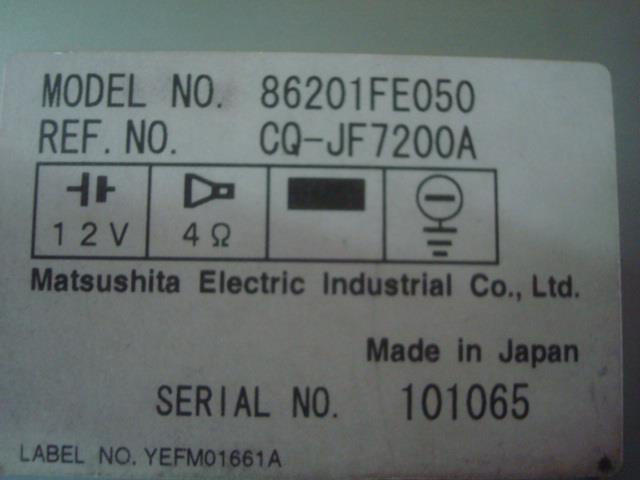 MODEL NO. 86201FE050
REF. NO. CQ-JF7200A
12V 4Ω
Matsushita Electric Industrial Co., Ltd.
Made in Japan
SERIAL NO. 101065
LABEL NO. YEFM01661A